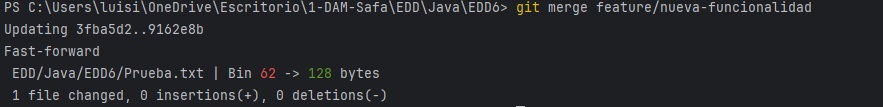 PS C:\Users\luisi\OneDrive\Escritorio\1-DAM-Safa\EDD\Java\EDD6> git merge feature/nueva-funcionalidad
Updating 3fba5d2..9162e8b
Fast-forward
 EDD/Java/EDD6/Prueba.txt | Bin 62 -> 128 bytes
 1 file changed, 0 insertions(+), 0 deletions(-)